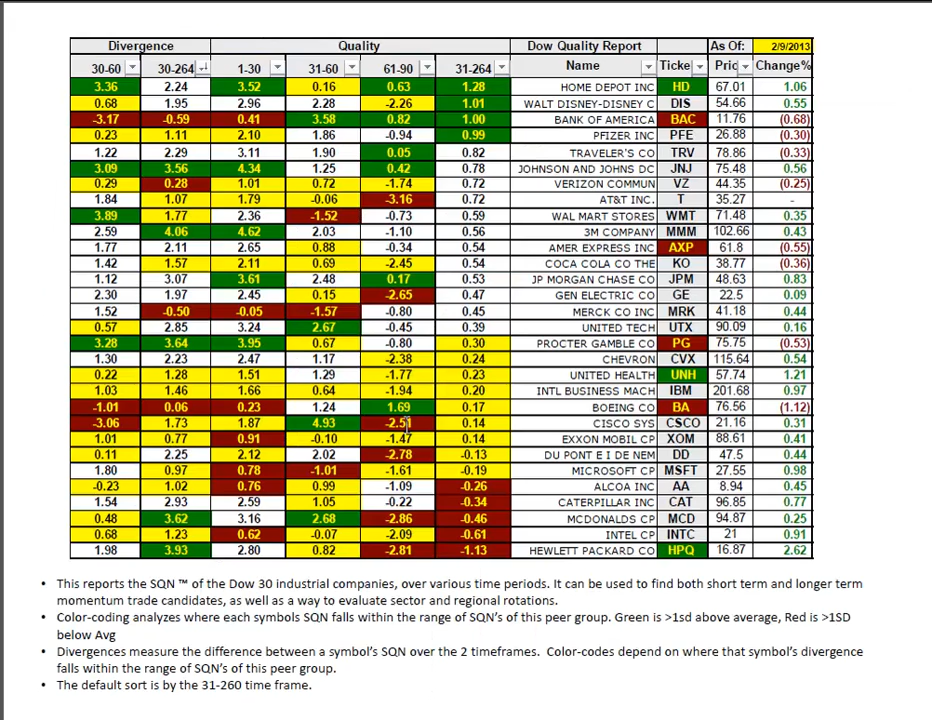 Divergence Quality Dow Quality Report As Of: 2/9/2013
30-60 30-264 1-30 31-60 61-90 31-264 Name Ticke Pric Change%
3.36 2.24 3.52 0.16 0.63 1.28 HOME DEPOT INC HD 67.01 1.06
0.68 1.95 2.96 2.28 -2.26 1.01 WALT DISNEY-DISNEY C DIS 54.66 0.55
-3.17 -0.59 0.41 3.58 0.82 1.00 BANK OF AMERICA BAC 11.76 (0.68)
0.23 1.11 2.10 1.86 -0.94 0.99 PFIZER INC PFE 26.88 (0.30)
1.22 2.29 3.11 1.90 0.05 0.82 TRAVELER'S CO TRV 78.86 (0.33)
3.09 3.56 4.34 1.25 0.42 0.78 JOHNSON AND JOHNS DC JNJ 75.48 0.56
0.29 0.28 1.01 0.72 -1.74 0.72 VERIZON COMMUN VZ 44.35 (0.25)
1.84 1.07 1.79 -0.06 -3.16 0.72 AT&T INC. T 35.27 -
3.89 1.77 2.36 -1.52 -0.73 0.59 WAL MART STORES WMT 71.48 0.35
2.59 4.06 4.62 2.03 -1.10 0.56 3M COMPANY MMM 102.66 0.43
1.77 2.11 2.65 0.88 -0.34 0.54 AMER EXPRESS INC AXP 61.8 (0.55)
1.42 1.57 2.11 0.69 -2.45 0.54 COCA COLA CO THE KO 38.77 (0.36)
1.12 3.07 3.61 2.48 0.17 0.53 JP MORGAN CHASE CO JPM 48.63 0.83
2.30 1.97 2.45 0.15 -2.65 0.47 GEN ELECTRIC CO GE 22.5 0.09
1.52 -0.50 -0.05 -1.57 -0.80 0.45 MERCK CO INC MRK 41.18 0.44
0.57 2.85 3.24 2.67 -0.45 0.39 UNITED TECH UTX 90.09 0.16
3.28 3.64 3.95 0.67 -0.80 0.30 PROCTER GAMBLE CO PG 75.75 (0.53)
1.30 2.23 2.47 1.17 -2.38 0.24 CHEVRON CVX 115.64 0.54
0.22 1.28 1.51 1.29 -1.77 0.23 UNITED HEALTH UNH 57.74 1.21
1.03 1.46 1.66 0.64 -1.94 0.20 INTL BUSINESS MACH IBM 201.68 0.97
-1.01 0.06 0.23 1.24 1.69 0.17 BOEING CO BA 76.56 (1.12)
-3.06 1.73 1.87 4.93 -2.51 0.14 CISCO SYS CSCO 21.16 0.31
1.01 0.77 0.91 -0.10 -1.47 0.14 EXXON MOBIL CP XOM 88.61 0.41
0.11 2.25 2.12 2.02 -2.78 -0.13 DU PONT E I DE NEM DD 47.5 0.44
1.80 0.97 0.78 -1.01 -1.61 -0.19 MICROSOFT CP MSFT 27.55 0.98
-0.23 1.02 0.76 0.99 -1.09 -0.26 ALCOA INC AA 8.94 0.45
1.54 2.93 2.59 1.05 -0.22 -0.34 CATERPILLAR INC CAT 96.85 0.77
0.48 3.62 3.16 2.68 -2.86 -0.46 MCDONALDS CP MCD 94.87 0.25
0.68 1.23 0.62 -0.07 -2.09 -0.61 INTEL CP INTC 21 0.91
1.98 3.93 2.80 0.82 -2.81 -1.13 HEWLETT PACKARD CO HPQ 16.87 2.62
• This reports the SQN ™ of the Dow 30 industrial companies, over various time periods. It can be used to find both short term and longer term
momentum trade candidates, as well as a way to evaluate sector and regional rotations.
• Color-coding analyzes where each symbols SQN falls within the range of SQN's of this peer group. Green is >1sd above average, Red is >1SD
below Avg
• Divergences measure the difference between a symbol's SQN over the 2 timeframes. Color-codes depend on where that symbol's divergence
falls within the range of SQN's of this peer group.
• The default sort is by the 31-260 time frame.